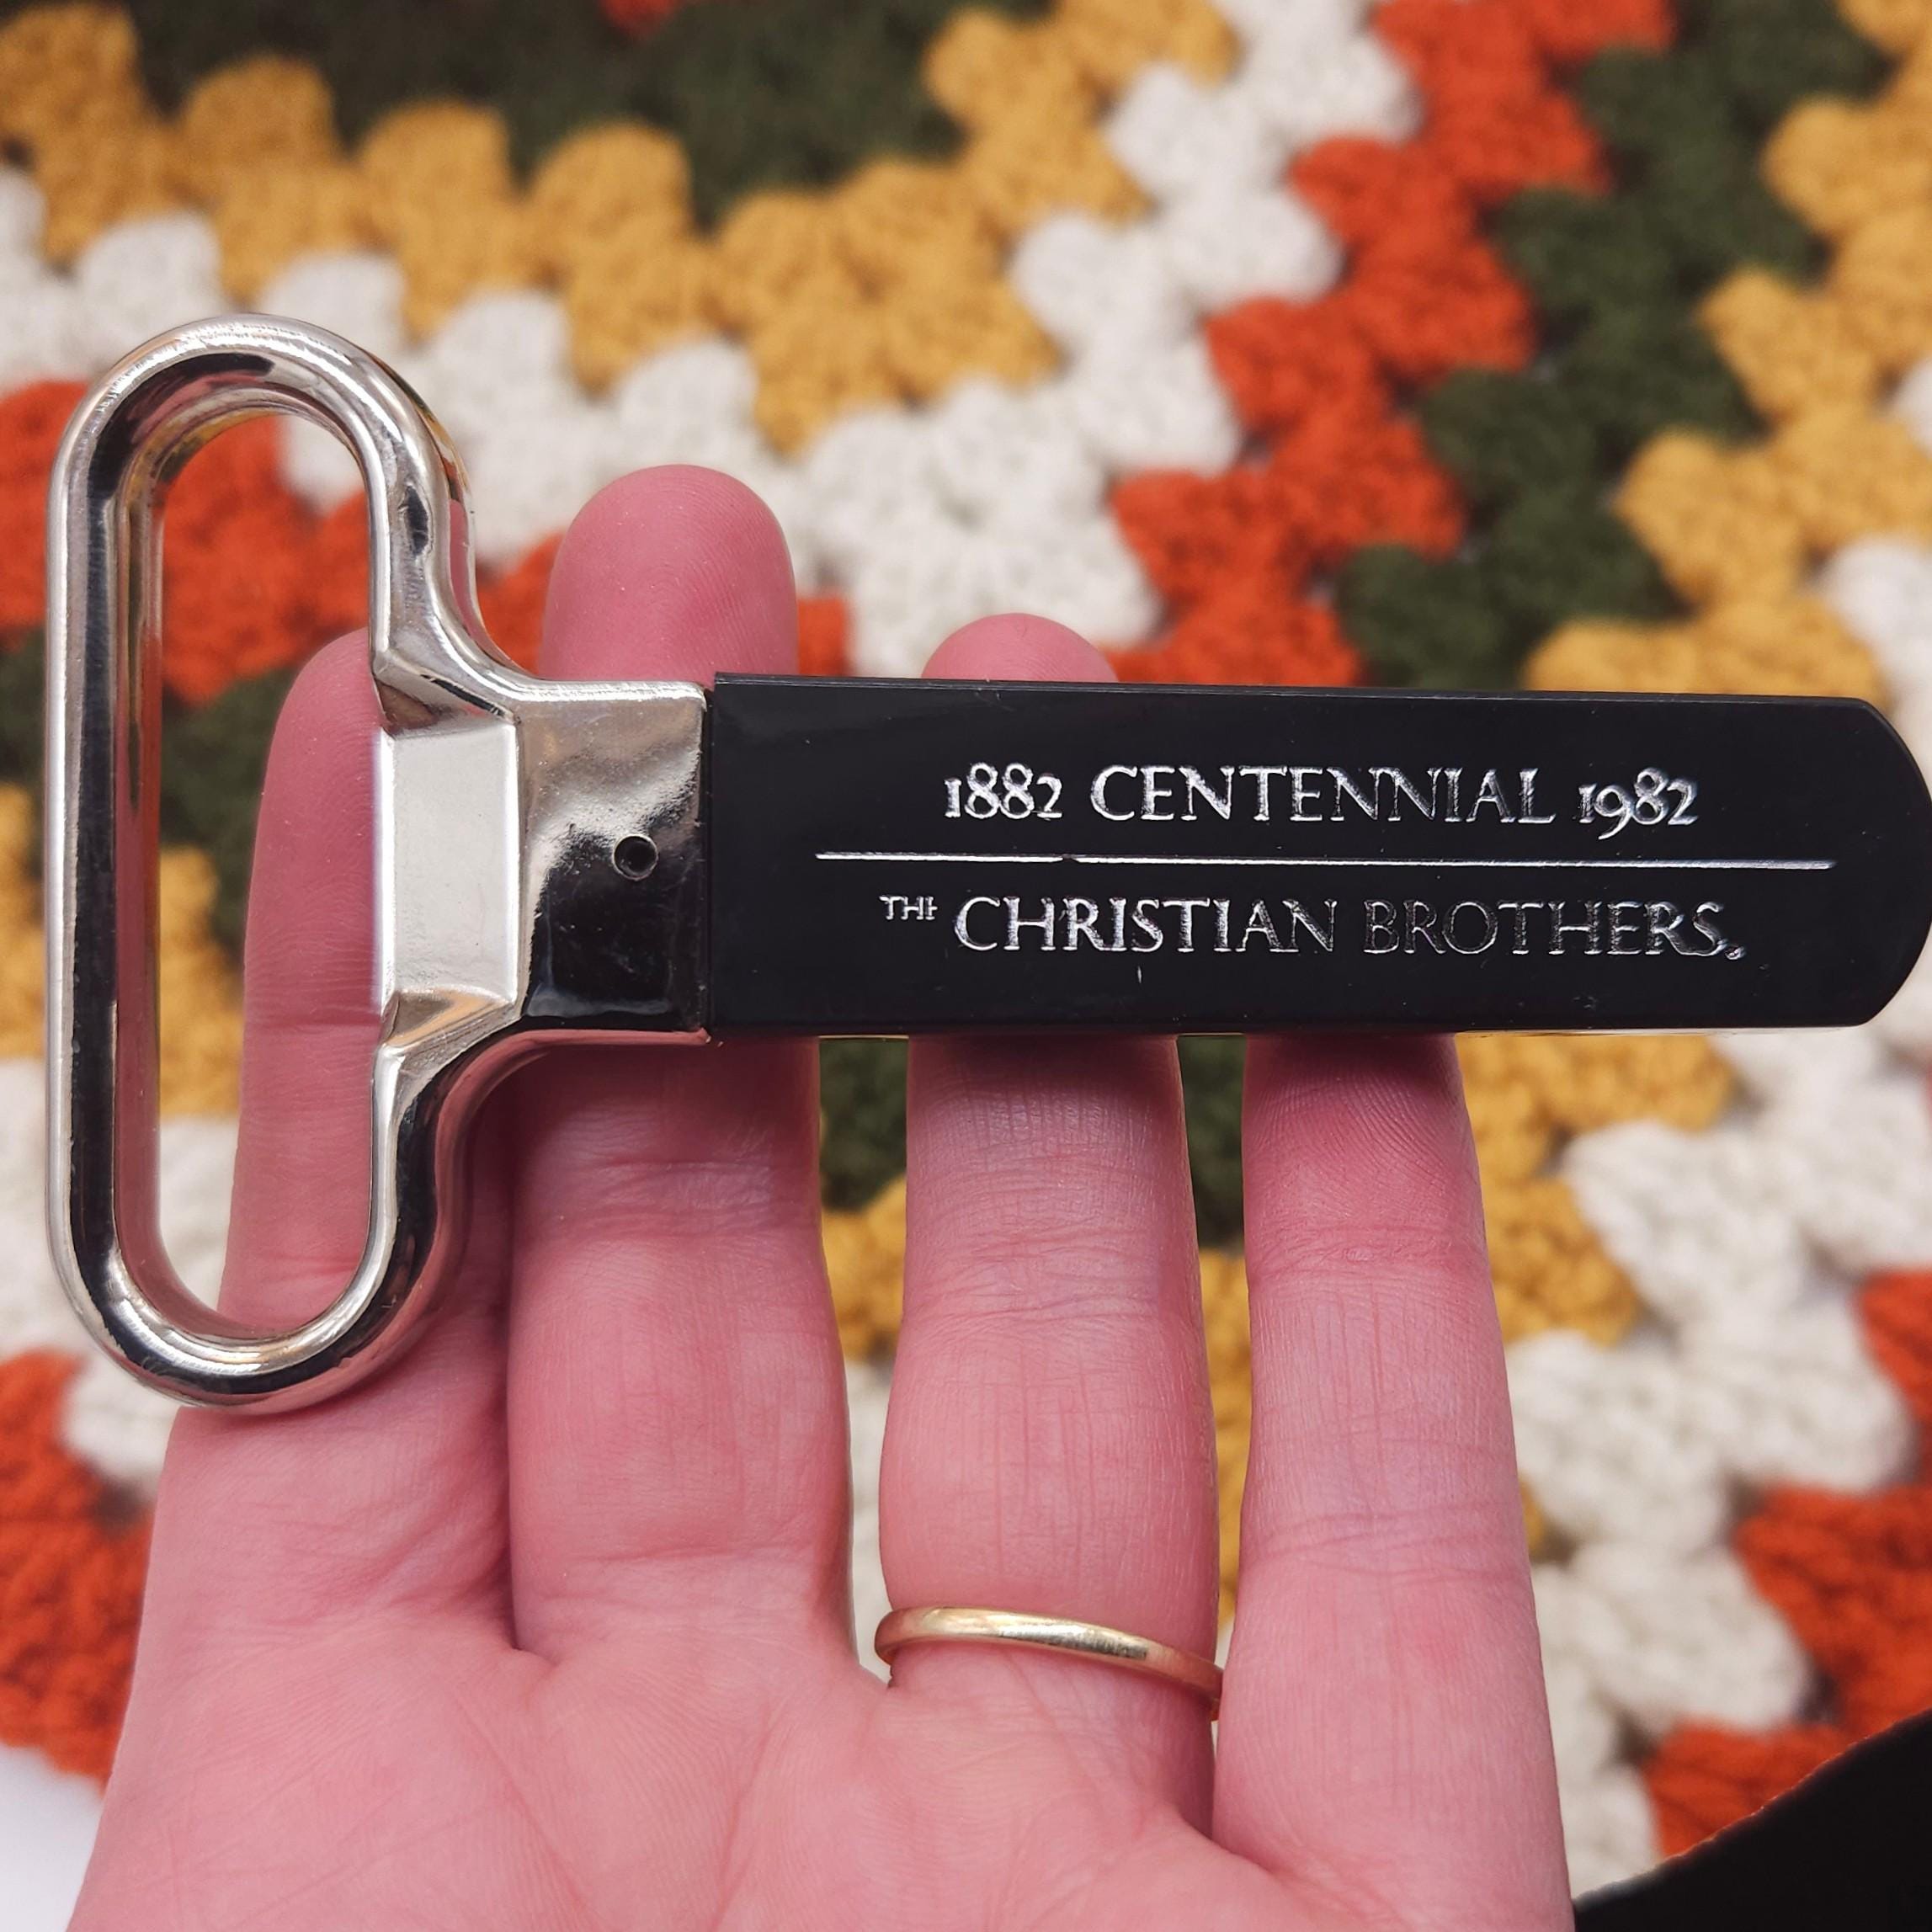 1882 CENTENNIAL 1982
THE CHRISTIAN BROTHERS®